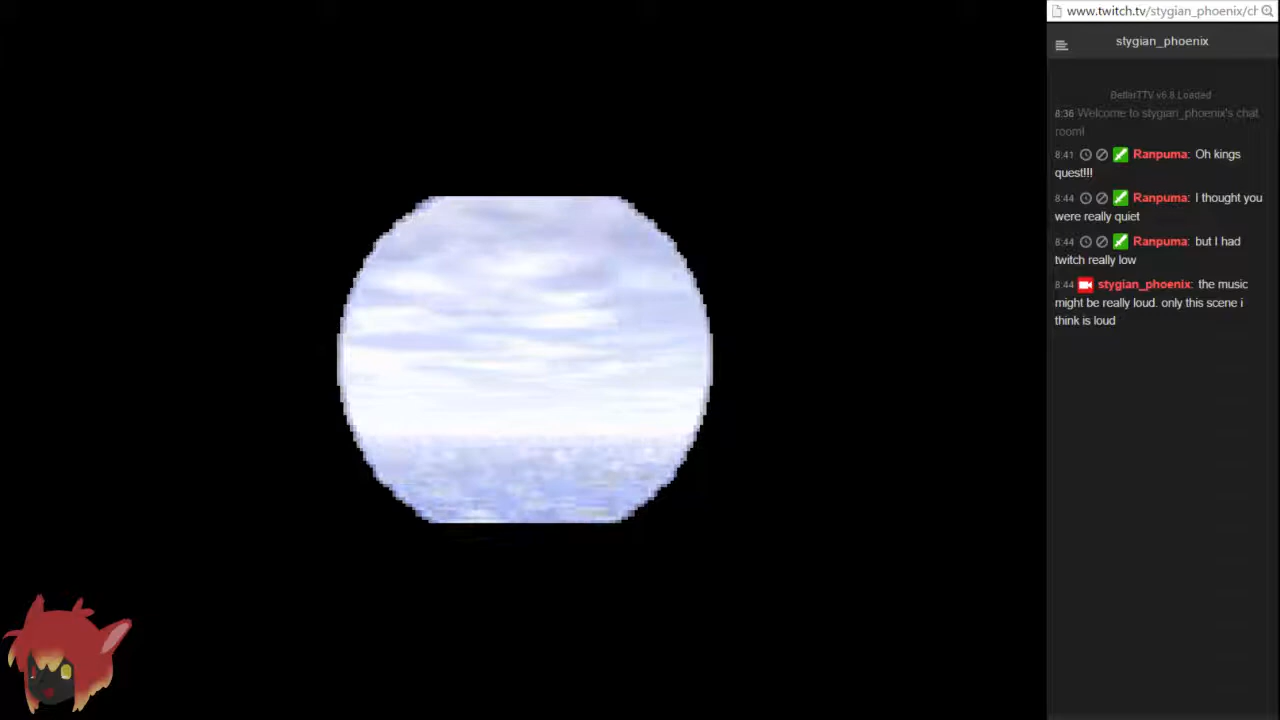 www.twitch.tv/stygian_phoenix/ch
stygian_phoenix
BetterTTV v6.8 Loaded
8:36 Welcome to stygian_phoenix's chat
room!
8:41 Ranpuma: Oh kings
quest!!!
8:44 Ranpuma: I thought you
were really quiet
8:44 Ranpuma: but I had
twitch really low
8:44 stygian_phoenix: the music
might be really loud. only this scene i
think is loud